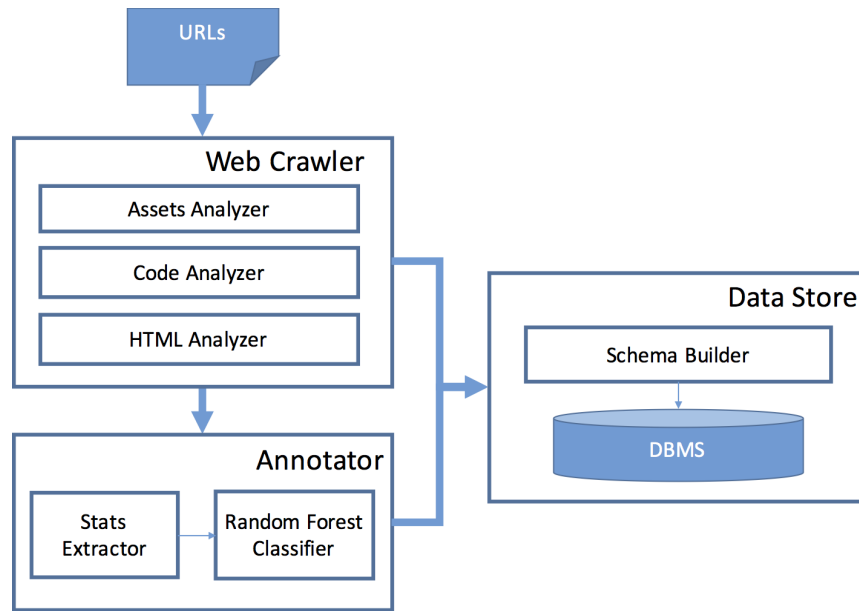 URLs
Web Crawler
Assets Analyzer
Code Analyzer
HTML Analyzer
Data Store
Schema Builder
DBMS
Annotator
Stats
Extractor
Random Forest
Classifier